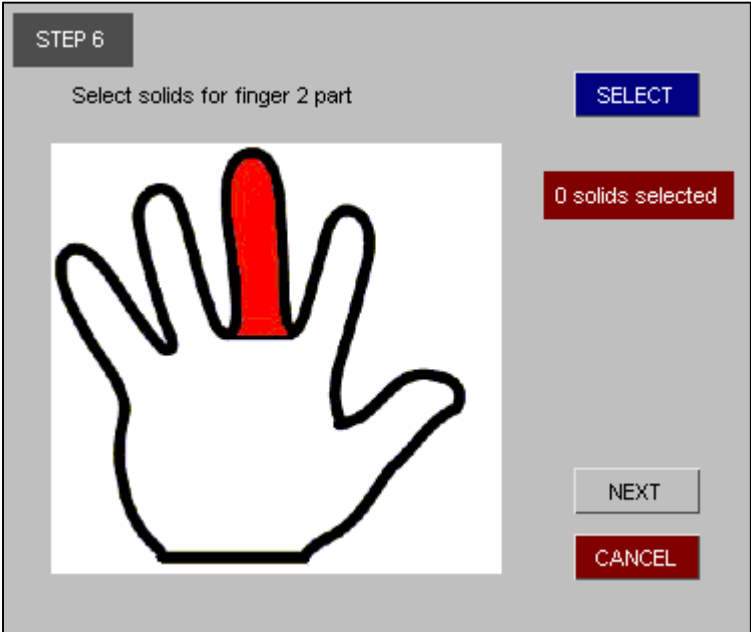 STEP 6
Select solids for finger 2 part
SELECT
0 solids selected
NEXT
CANCEL